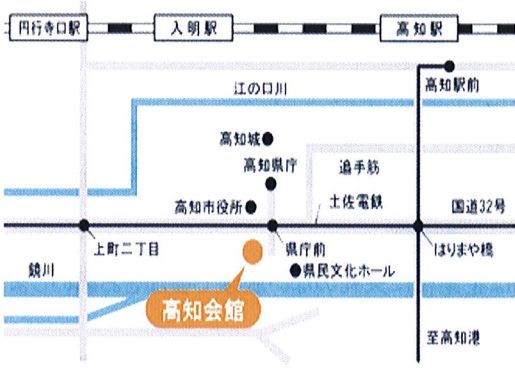 円行寺口駅
入明駅
高知駅
高知駅前
江の口川
高知城
高知県庁
追手筋
高知市役所
土佐電鉄
国道32号
上町二丁目
県庁前
はりまや橋
鏡川
県民文化ホール
高知会館
至高知港